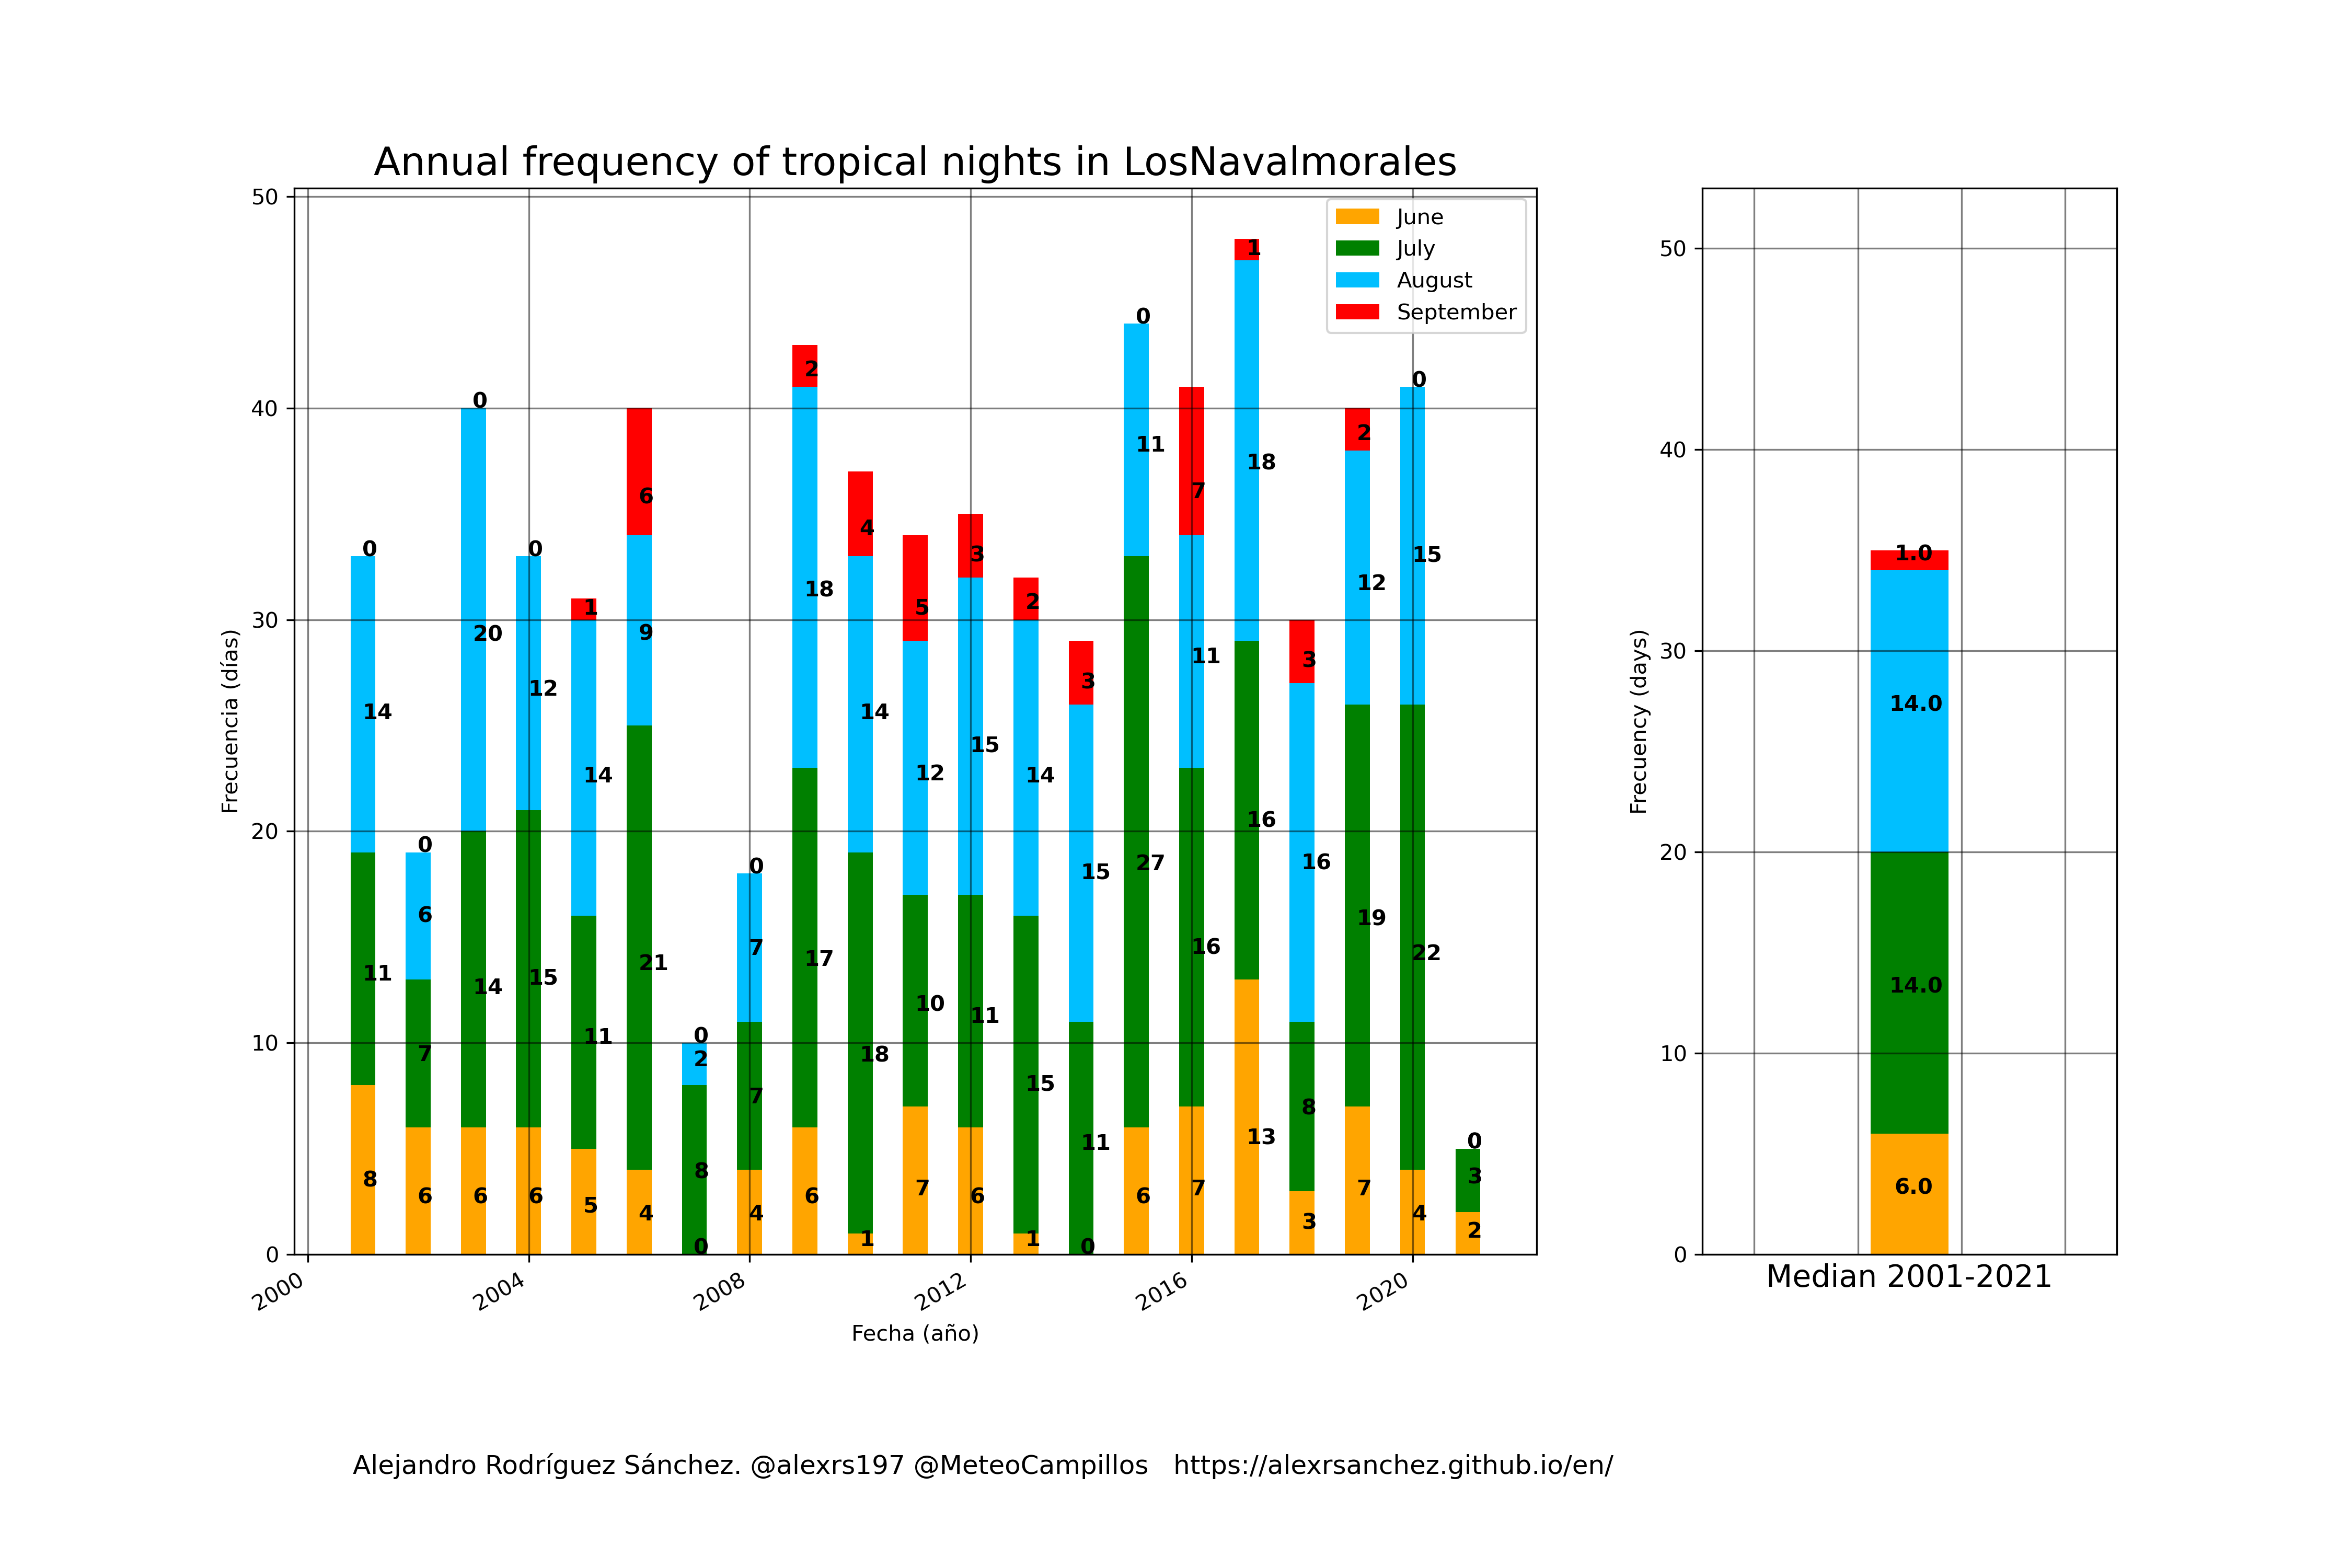 Annual frequency of tropical nights in LosNavalmorales
50
40
30
20
10
0
Frecuencia (días)
June
July
August
September
0 0 0 1 6 0 0 2 4 5 3 2 3 0 7 1 3 2 0 0
14 6 20 12 14 9 2 7 18 14 12 15 14 15 11 11 18 16 12 15
11 7 14 15 11 21 8 7 17 18 10 11 15 11 27 16 16 8 19 22 3
8 6 6 6 5 4 0 4 6 1 7 6 1 0 6 7 13 3 7 4 2
0
2000 2004 2008 2012 2016 2020
Fecha (año)
50
40
30
20
10
0
Frecuency (days)
1.0
14.0
14.0
6.0
Median 2001-2021
Alejandro Rodríguez Sánchez. @alexrs197 @MeteoCampillos https://alexrsanchez.github.io/en/